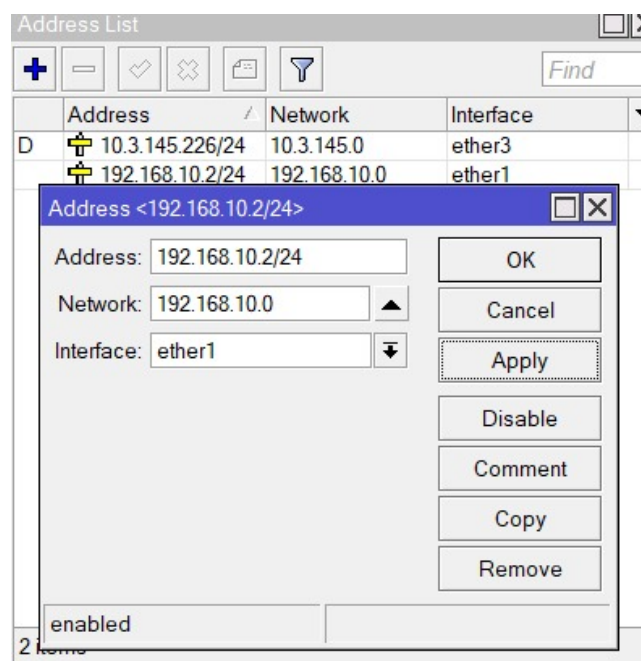 Address List
Find
Address Network Interface
D 10.3.145.226/24 10.3.145.0 ether3
192.168.10.2/24 192.168.10.0 ether1
Address <192.168.10.2/24>
Address: 192.168.10.2/24 OK
Network: 192.168.10.0 Cancel
Interface: ether1 Apply
Disable
Comment
Copy
Remove
enabled
2 items